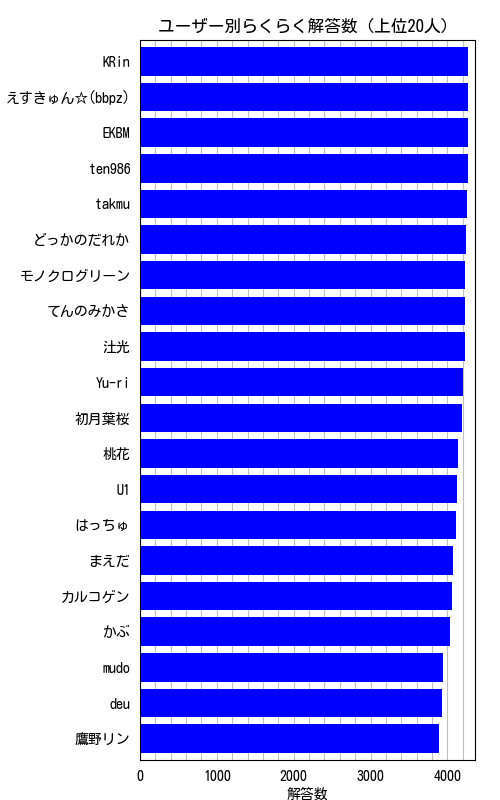 ユーザー別らくらく解答数（上位20人）
KRin
えすきゅん☆(bbpz)
EKBM
ten986
takmu
どっかのだれか
モノクログリーン
てんのみかさ
汢光
Yu-ri
初月葉桜
桃花
U1
はっちゅ
まえだ
カルコゲン
かぶ
mudo
deu
鷹野リン
0 1000 2000 3000 4000
解答数